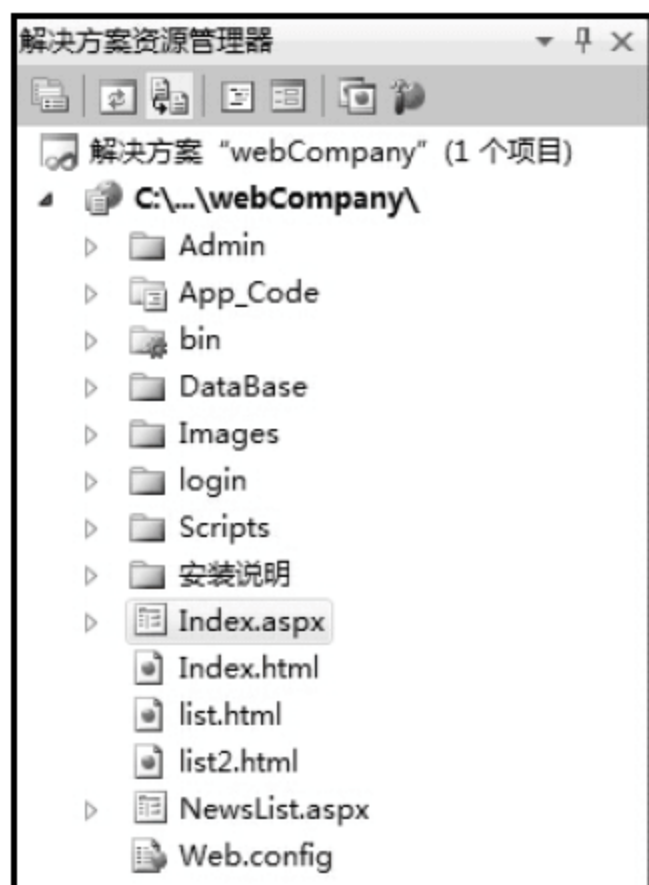 解决方案资源管理器
解决方案 “webCompany” (1 个项目)
C:\...\webCompany\
Admin
App_Code
bin
DataBase
Images
login
Scripts
安装说明
Index.aspx
Index.html
list.html
list2.html
NewsList.aspx
Web.config